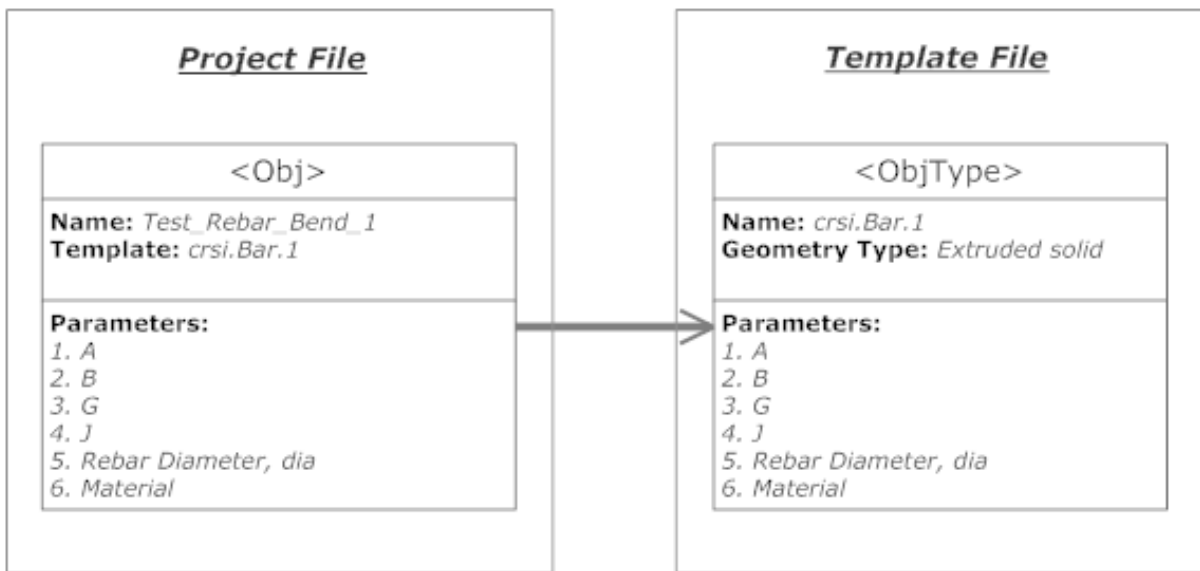 Project File
<Obj>
Name: Test_Rebar_Bend_1
Template: crsi.Bar.1
Parameters:
1. A
2. B
3. G
4. J
5. Rebar Diameter, dia
6. Material
Template File
<ObjType>
Name: crsi.Bar.1
Geometry Type: Extruded solid
Parameters:
1. A
2. B
3. G
4. J
5. Rebar Diameter, dia
6. Material